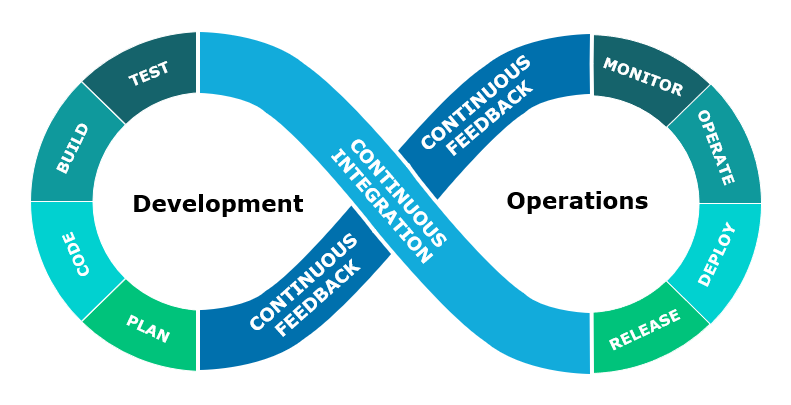 TEST
BUILD
CODE
PLAN
Development
CONTINUOUS
FEEDBACK
CONTINUOUS
INTEGRATION
CONTINUOUS
FEEDBACK
Operations
MONITOR
OPERATE
DEPLOY
RELEASE